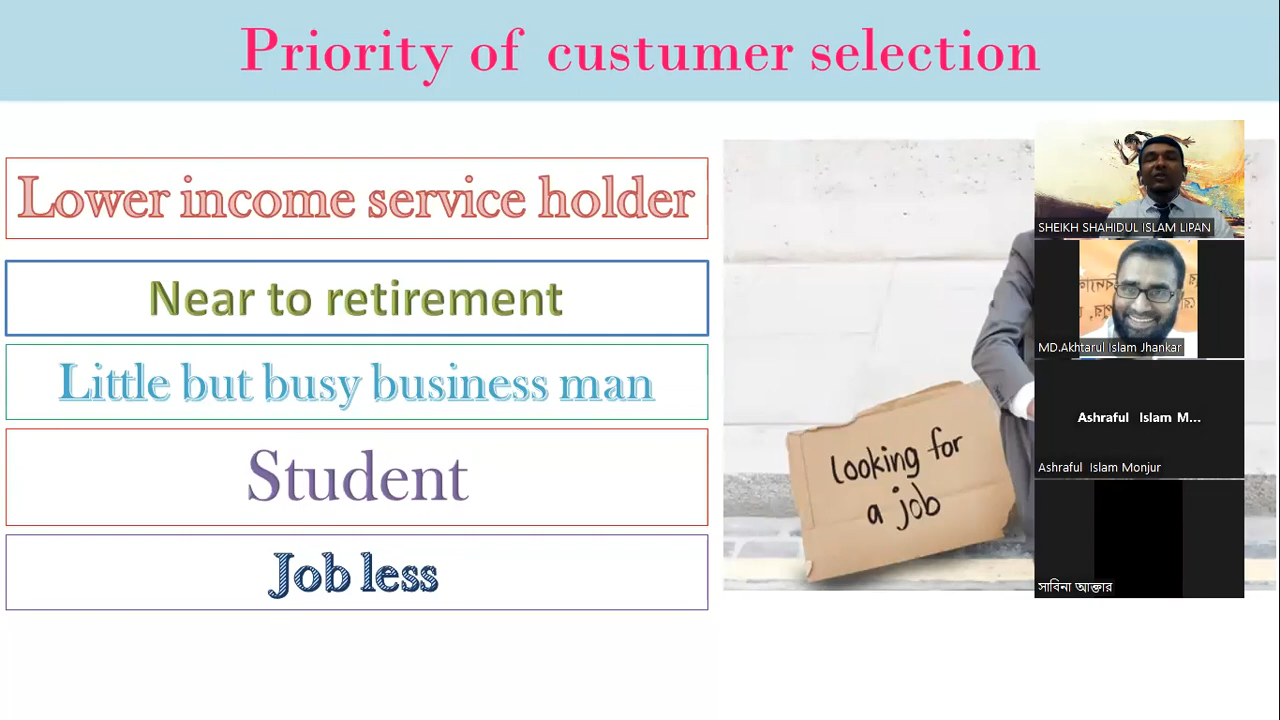 Priority of custumer selection
Lower income service holder
Near to retirement
Little but busy business man
Student
Job less
looking for
a job
SHEIKH SHAHIDUL ISLAM LIPAN
MD.Akhtarul Islam Jhankar
Ashraful Islam M...
Ashraful Islam Monjur
সাবিনা আক্তার